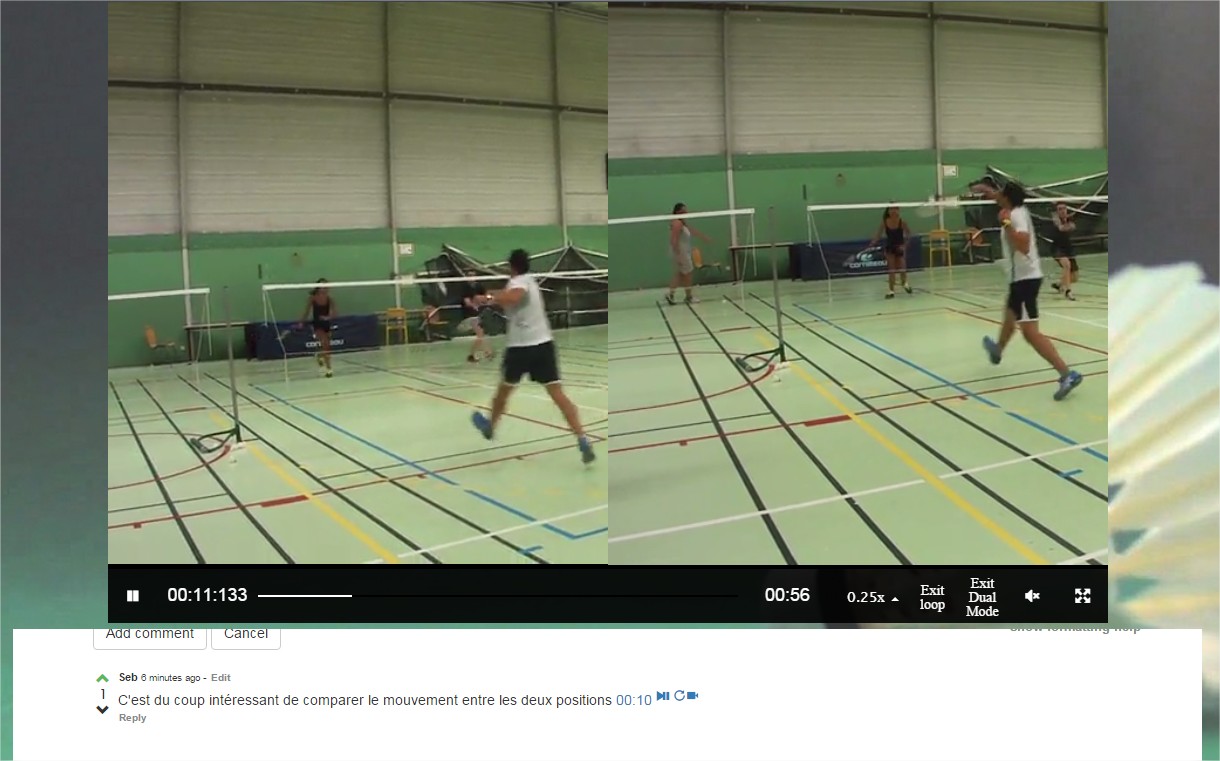 cornilleau
cornilleau
00:11:133
00:56
0.25x
Exit loop
Exit Dual Mode
Add comment
Cancel
show formatting help
Seb 6 minutes ago - Edit
1
C'est du coup intéressant de comparer le mouvement entre les deux positions 00:10
Reply